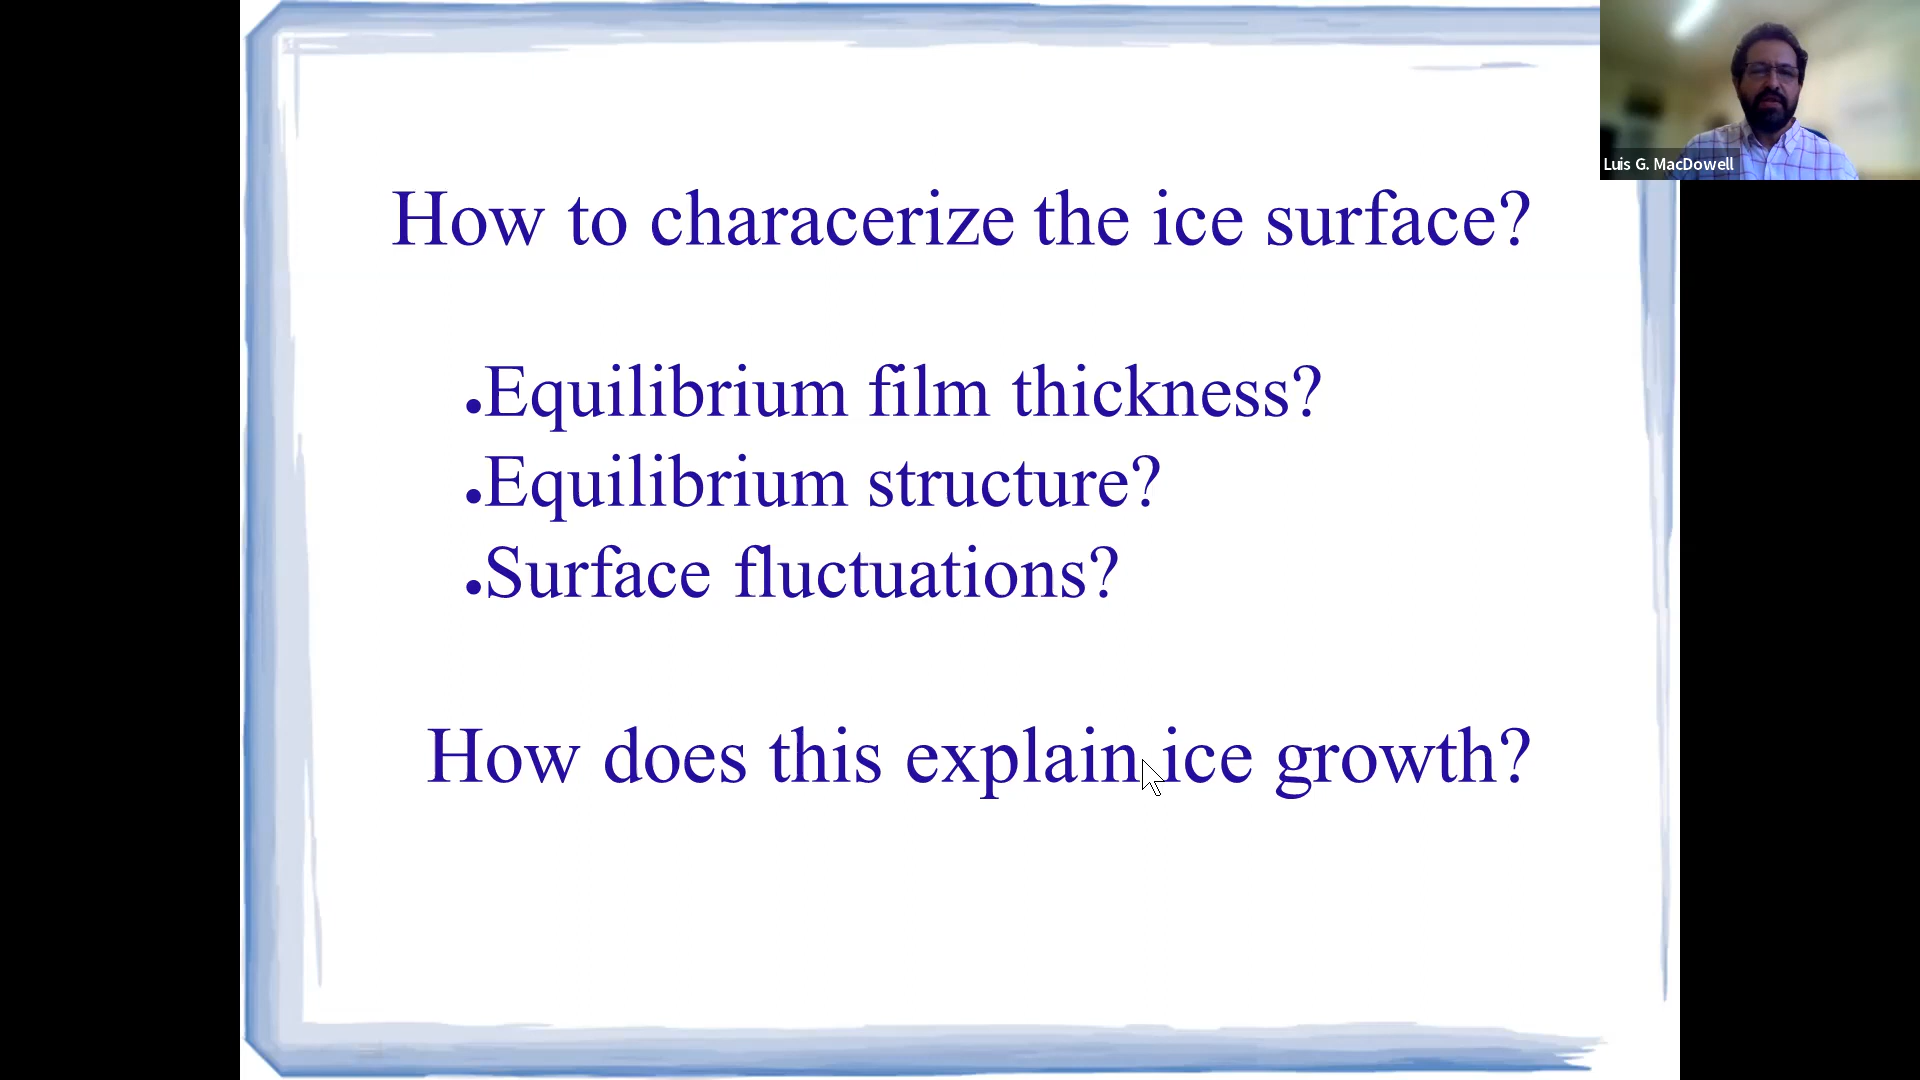 How to characerize the ice surface?
●Equilibrium film thickness?
●Equilibrium structure?
●Surface fluctuations?
How does this explain ice growth?
Luis G. MacDowell